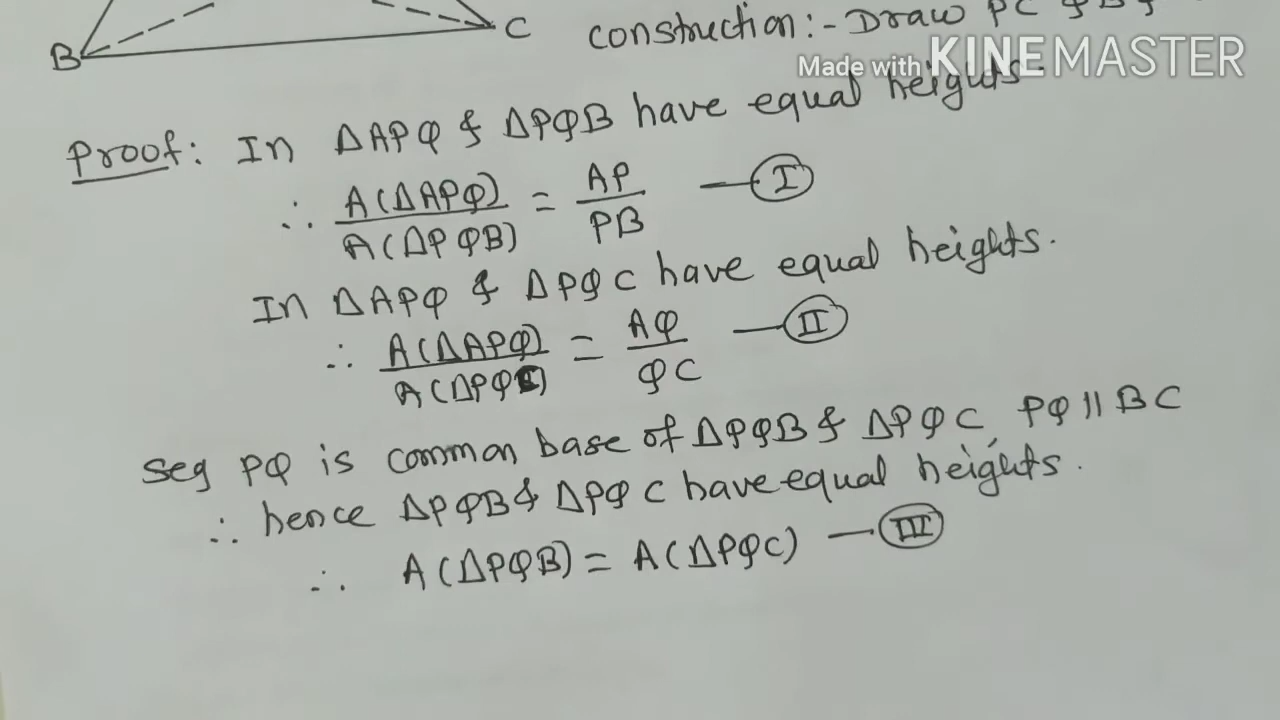 B
C
construction:- Draw PC & BQ
Made with KINEMASTER
Proof: In ΔAPQ & ΔPQB have equal heights.
∴ A(ΔAPQ)/A(ΔPQB) = AP/PB — I
In ΔAPQ & ΔPQC have equal heights.
∴ A(ΔAPQ)/A(ΔPQC) = AQ/QC — II
Seg PQ is common base of ΔPQB & ΔPQC, PQ || BC
∴ hence ΔPQB & ΔPQC have equal heights.
∴ A(ΔPQB) = A(ΔPQC) — III